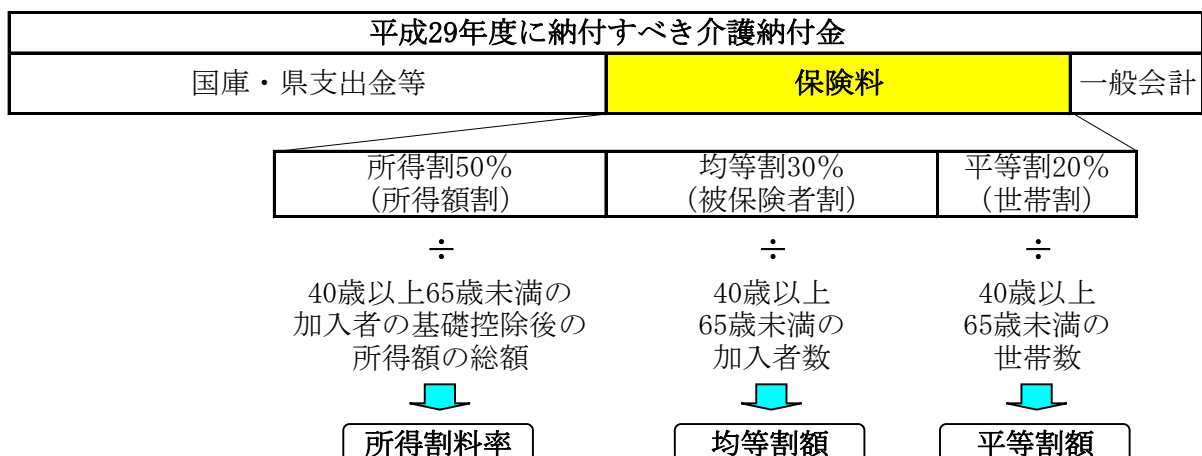 平成29年度に納付すべき介護納付金
国庫・県支出金等
保険料
一般会計
所得割50%
(所得額割)
均等割30%
(被保険者割)
平等割20%
(世帯割)
÷
÷
÷
40歳以上65歳未満の
加入者の基礎控除後の
所得額の総額
40歳以上
65歳未満の
加入者数
40歳以上
65歳未満の
世帯数
所得割料率
均等割額
平等割額